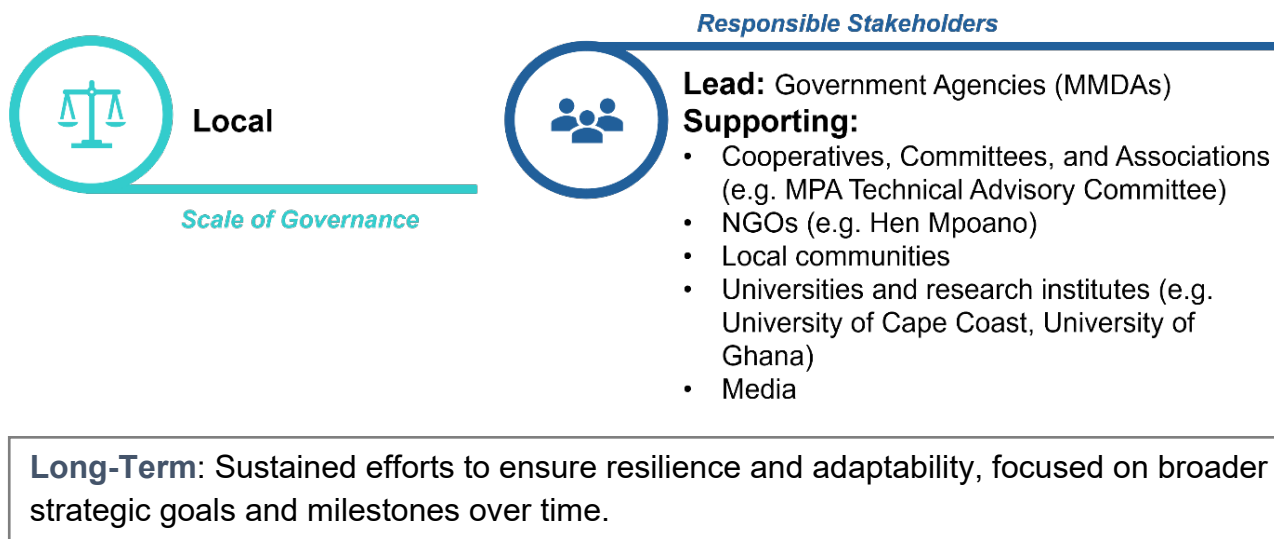 Local
Scale of Governance
Responsible Stakeholders
Lead: Government Agencies (MMDAs)
Supporting:
• Cooperatives, Committees, and Associations
(e.g. MPA Technical Advisory Committee)
• NGOs (e.g. Hen Mpoano)
• Local communities
• Universities and research institutes (e.g.
University of Cape Coast, University of
Ghana)
• Media
Long-Term: Sustained efforts to ensure resilience and adaptability, focused on broader
strategic goals and milestones over time.